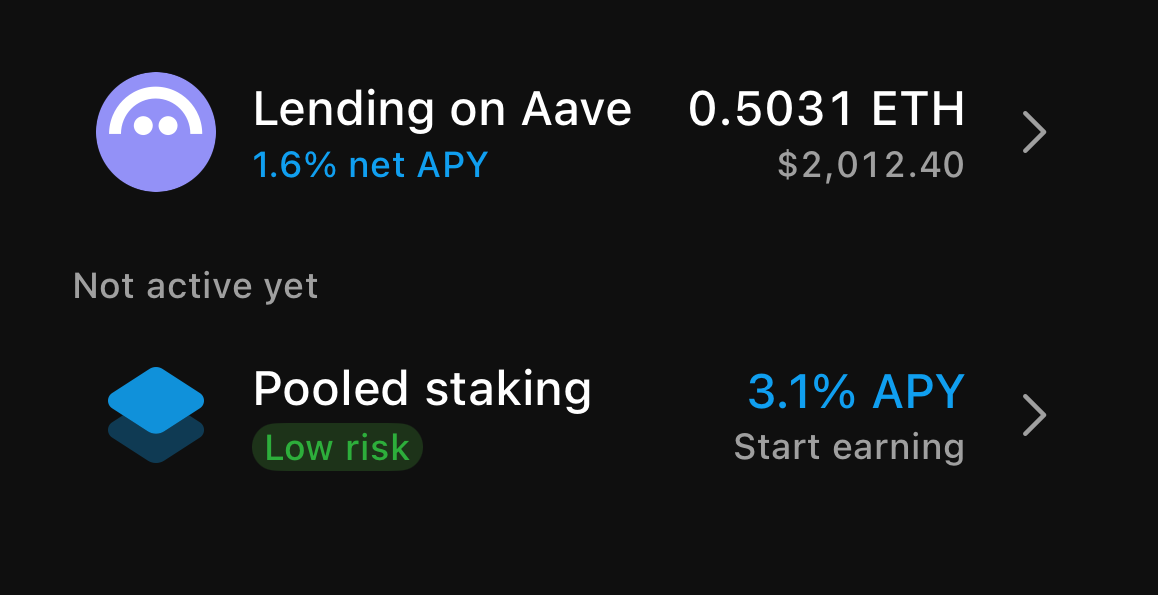 Lending on Aave 0.5031 ETH
1.6% net APY $2,012.40
Not active yet
Pooled staking 3.1% APY
Low risk Start earning